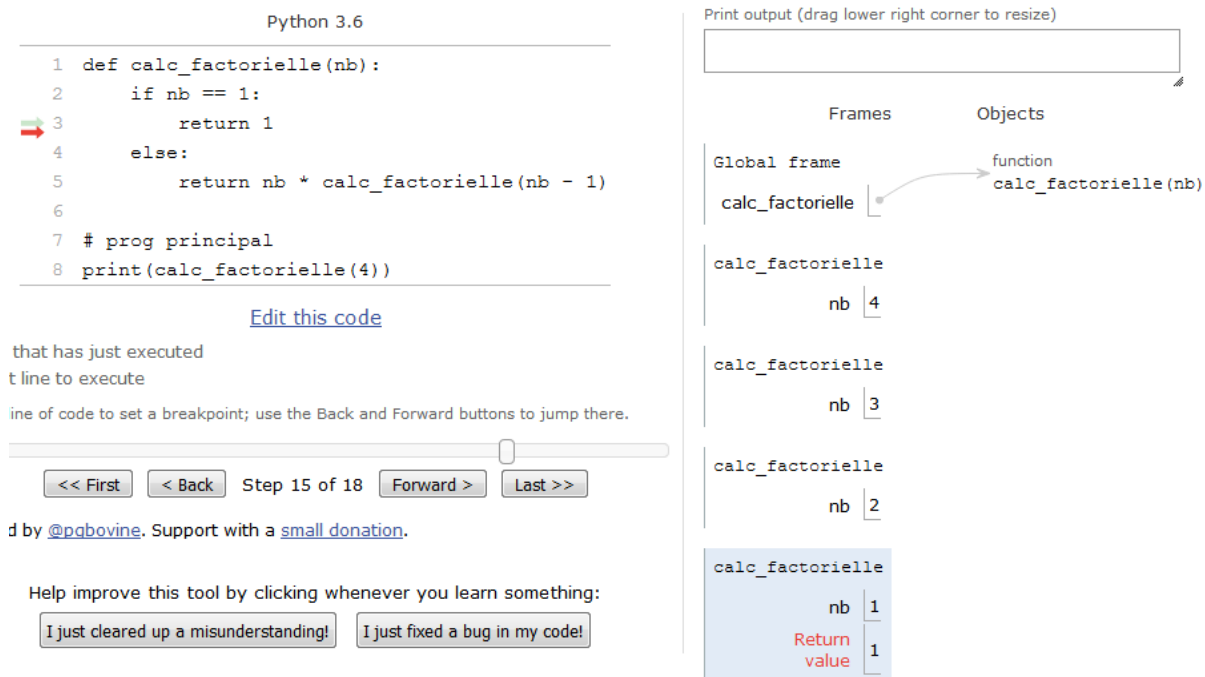 Python 3.6
1 def calc_factorielle(nb):
2 if nb == 1:
3 return 1
4 else:
5 return nb * calc_factorielle(nb - 1)
6
7 # prog principal
8 print(calc_factorielle(4))
Edit this code
that has just executed
t line to execute
ine of code to set a breakpoint; use the Back and Forward buttons to jump there.
<< First < Back Step 15 of 18 Forward > Last >>
d by @pgbovine. Support with a small donation.
Help improve this tool by clicking whenever you learn something:
I just cleared up a misunderstanding! I just fixed a bug in my code!
Print output (drag lower right corner to resize)
Frames Objects
Global frame
calc_factorielle
function
calc_factorielle(nb)
calc_factorielle
nb 4
calc_factorielle
nb 3
calc_factorielle
nb 2
calc_factorielle
nb 1
Return
value 1